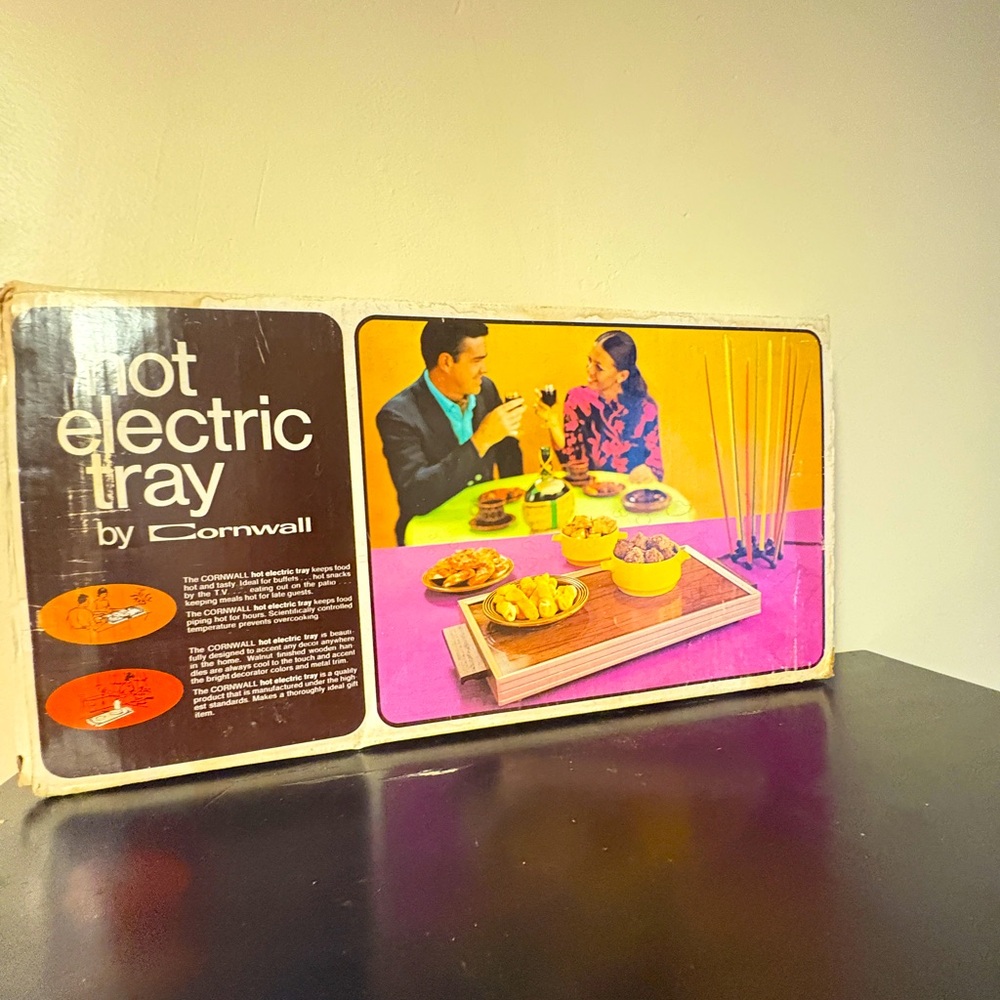 hot
electric
tray
by Cornwall
The CORNWALL hot electric tray keeps food
hot and tasty. Ideal for buffets . . . hot snacks
by the T.V. . . . eating out on the patio . . .
keeping meals hot for late guests.
The CORNWALL hot electric tray keeps food
piping hot for hours. Scientifically controlled
temperature prevents overcooking.
The CORNWALL hot electric tray is beauti-
fully designed to accent any decor anywhere
in the home. Walnut finished wooden han-
dles are always cool to the touch and accent
the bright decorator colors and metal trim.
The CORNWALL hot electric tray is a quality
product that is manufactured under the high-
est standards. Makes a thoroughly ideal gift
item.